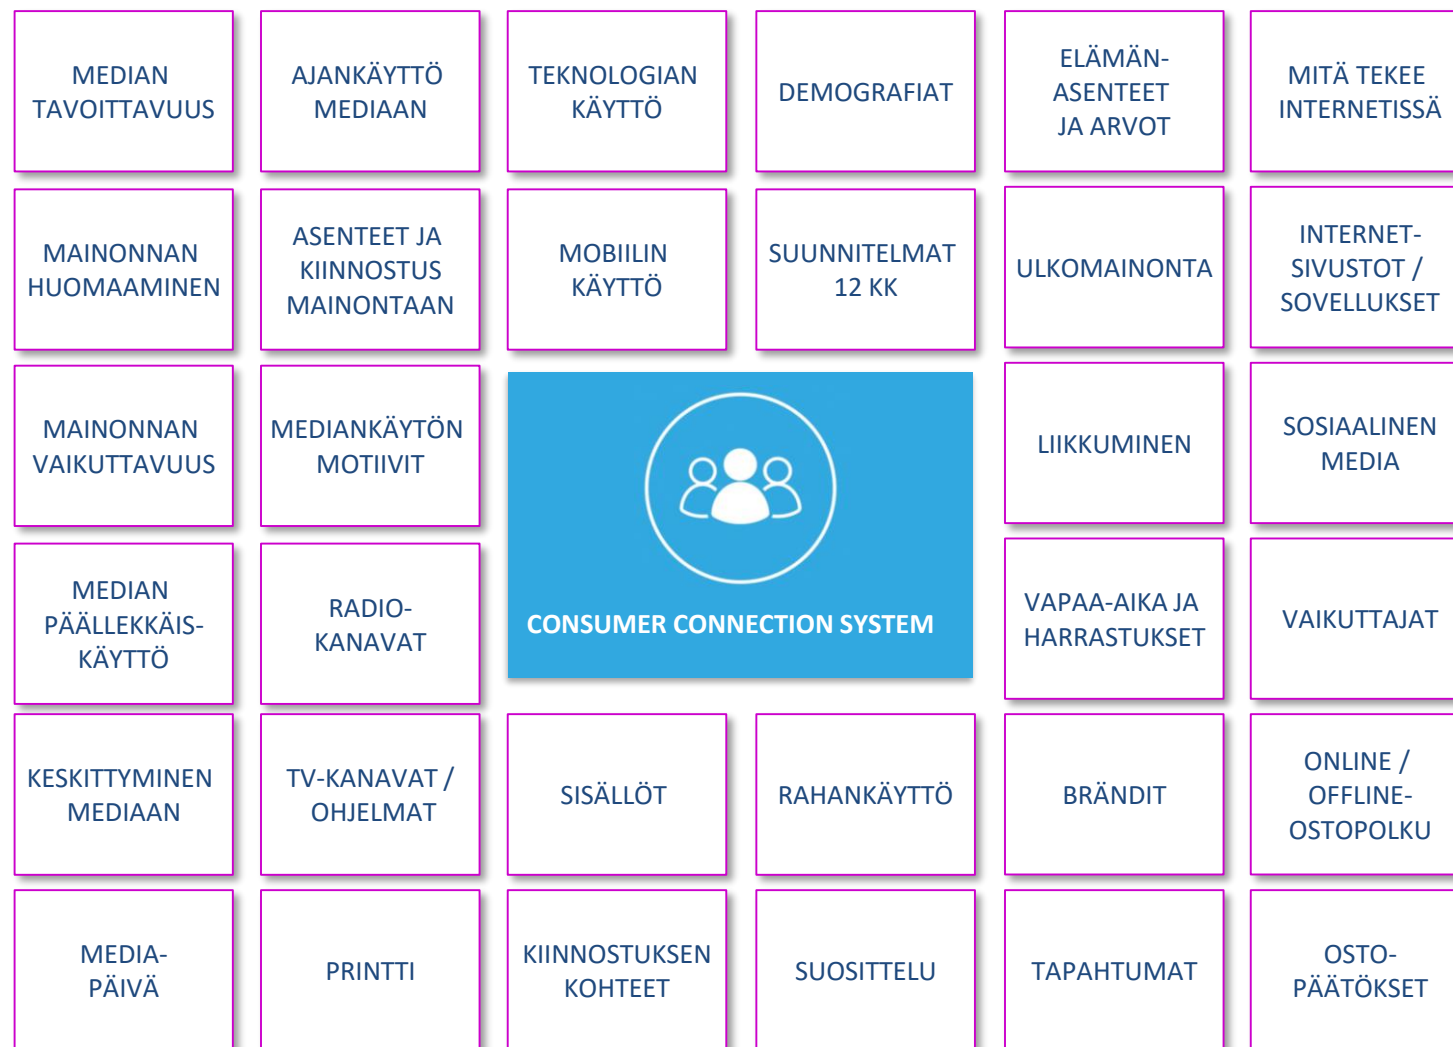 MEDIAN
TAVOITTAVUUS
AJANKÄYTTÖ
MEDIAAN
TEKNOLOGIAN
KÄYTTÖ
DEMOGRAFIAT
ELÄMÄN-
ASENTEET
JA ARVOT
MITÄ TEKEE
INTERNETISSÄ
MAINONNAN
HUOMAAMINEN
ASENTEET JA
KIINNOSTUS
MAINONTAAN
MOBIILIN
KÄYTTÖ
SUUNNITELMAT
12 KK
ULKOMAINONTA
INTERNET-
SIVUSTOT /
SOVELLUKSET
MAINONNAN
VAIKUTTAVUUS
MEDIANKÄYTÖN
MOTIIVIT
LIIKKUMINEN
SOSIAALINEN
MEDIA
MEDIAN
PÄÄLLEKKÄIS-
KÄYTTÖ
RADIO-
KANAVAT
CONSUMER CONNECTION SYSTEM
VAPAA-AIKA JA
HARRASTUKSET
VAIKUTTAJAT
KESKITTYMINEN
MEDIAAN
TV-KANAVAT /
OHJELMAT
SISÄLLÖT
RAHANKÄYTTÖ
BRÄNDIT
ONLINE /
OFFLINE-
OSTOPOLKU
MEDIA-
PÄIVÄ
PRINTTI
KIINNOSTUKSEN
KOHTEET
SUOSITTELU
TAPAHTUMAT
OSTO-
PÄÄTÖKSET